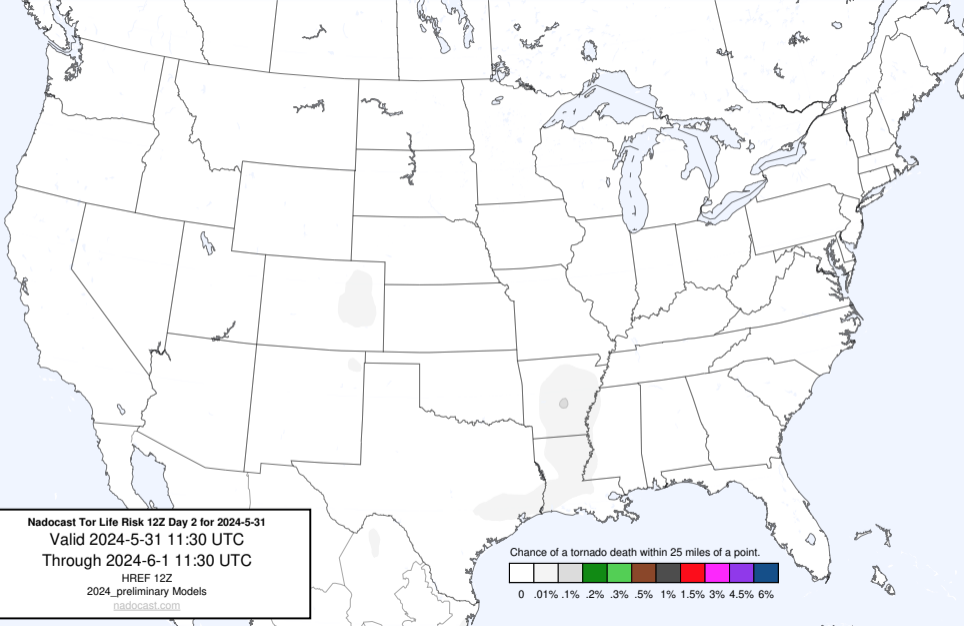 Nadocast Tor Life Risk 12Z Day 2 for 2024-5-31
Valid 2024-5-31 11:30 UTC
Through 2024-6-1 11:30 UTC
HREF 12Z
2024_preliminary Models
nadocast.com
Chance of a tornado death within 25 miles of a point.
0 .01% .1% .2% .3% .5% 1% 1.5% 3% 4.5% 6%